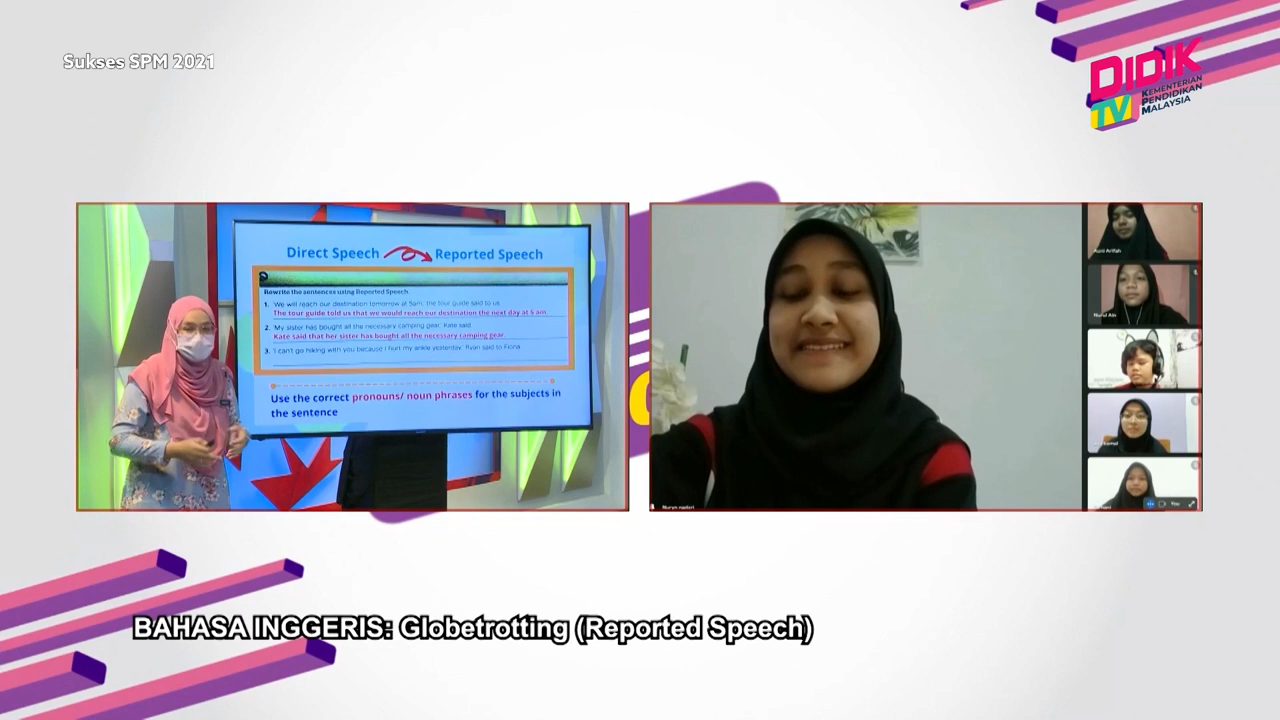 Sukses SPM 2021
DIDIK
TV
KEMENTERIAN
PENDIDIKAN
MALAYSIA
Direct Speech
Reported Speech
Rewrite the sentences using Reported Speech.
1. 'We will reach our destination tomorrow at 5am,' the tour guide said to us.
The tour guide told us that we would reach our destination the next day at 5 am.
2. 'My sister has bought all the necessary camping gear,' Kate said.
Kate said that her sister has bought all the necessary camping gear.
3. 'I can't go hiking with you because I hurt my ankle yesterday,' Ryan said to Fiona.
Use the correct pronouns/ noun phrases for the subjects in
the sentence
Nurul Ain
You
BAHASA INGGERIS: Globetrotting (Reported Speech)